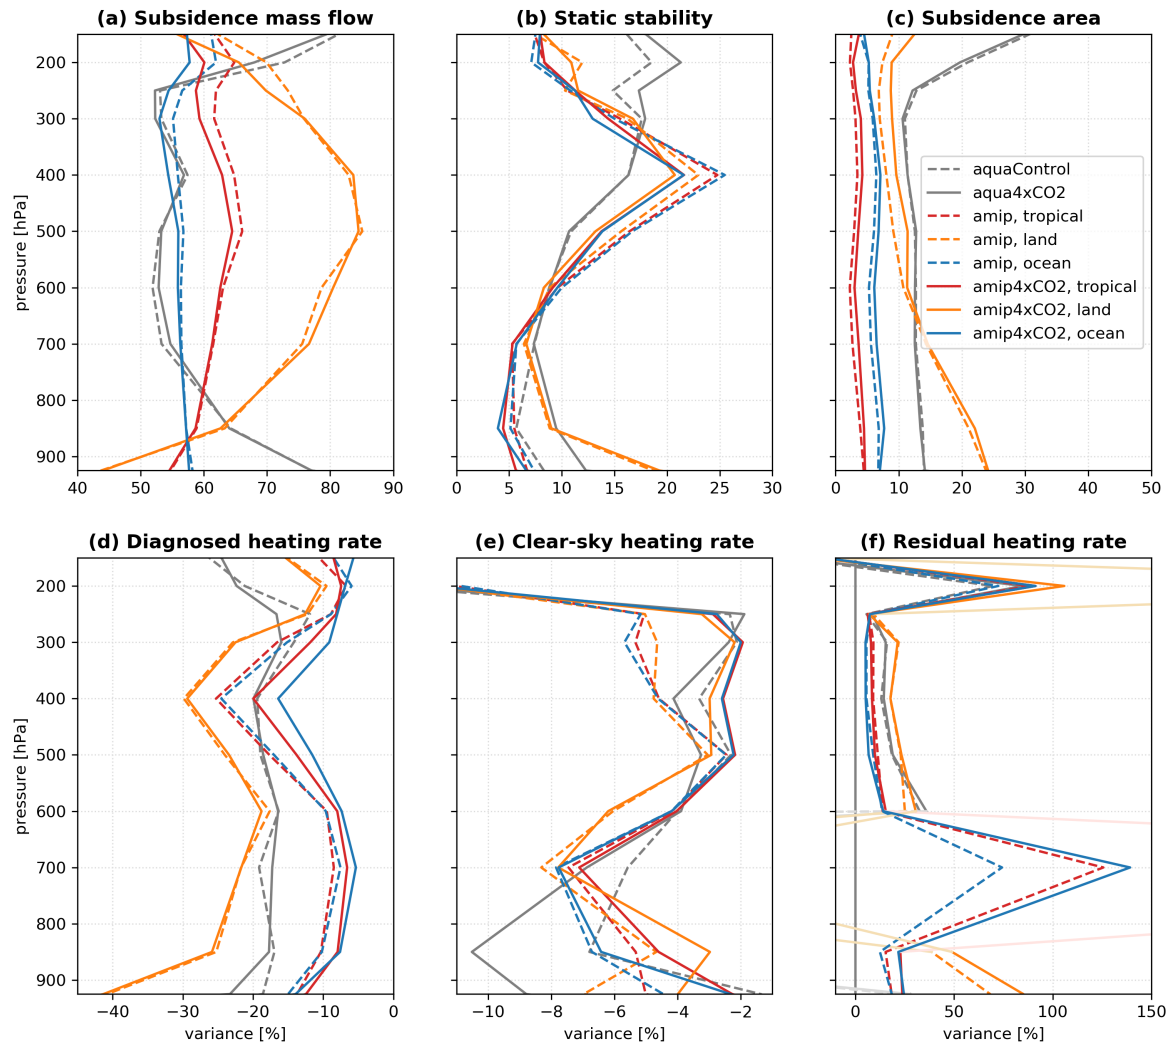 (a) Subsidence mass flow
(b) Static stability
(c) Subsidence area
pressure [hPa]
200
300
400
500
600
700
800
900
40 50 60 70 80 90
0 5 10 15 20 25 30
0 10 20 30 40 50
aquaControl
aqua4xCO2
amip, tropical
amip, land
amip, ocean
amip4xCO2, tropical
amip4xCO2, land
amip4xCO2, ocean
(d) Diagnosed heating rate
(e) Clear-sky heating rate
(f) Residual heating rate
pressure [hPa]
200
300
400
500
600
700
800
900
−40 −30 −20 −10 0
−10 −8 −6 −4 −2
0 50 100 150
variance [%]
variance [%]
variance [%]